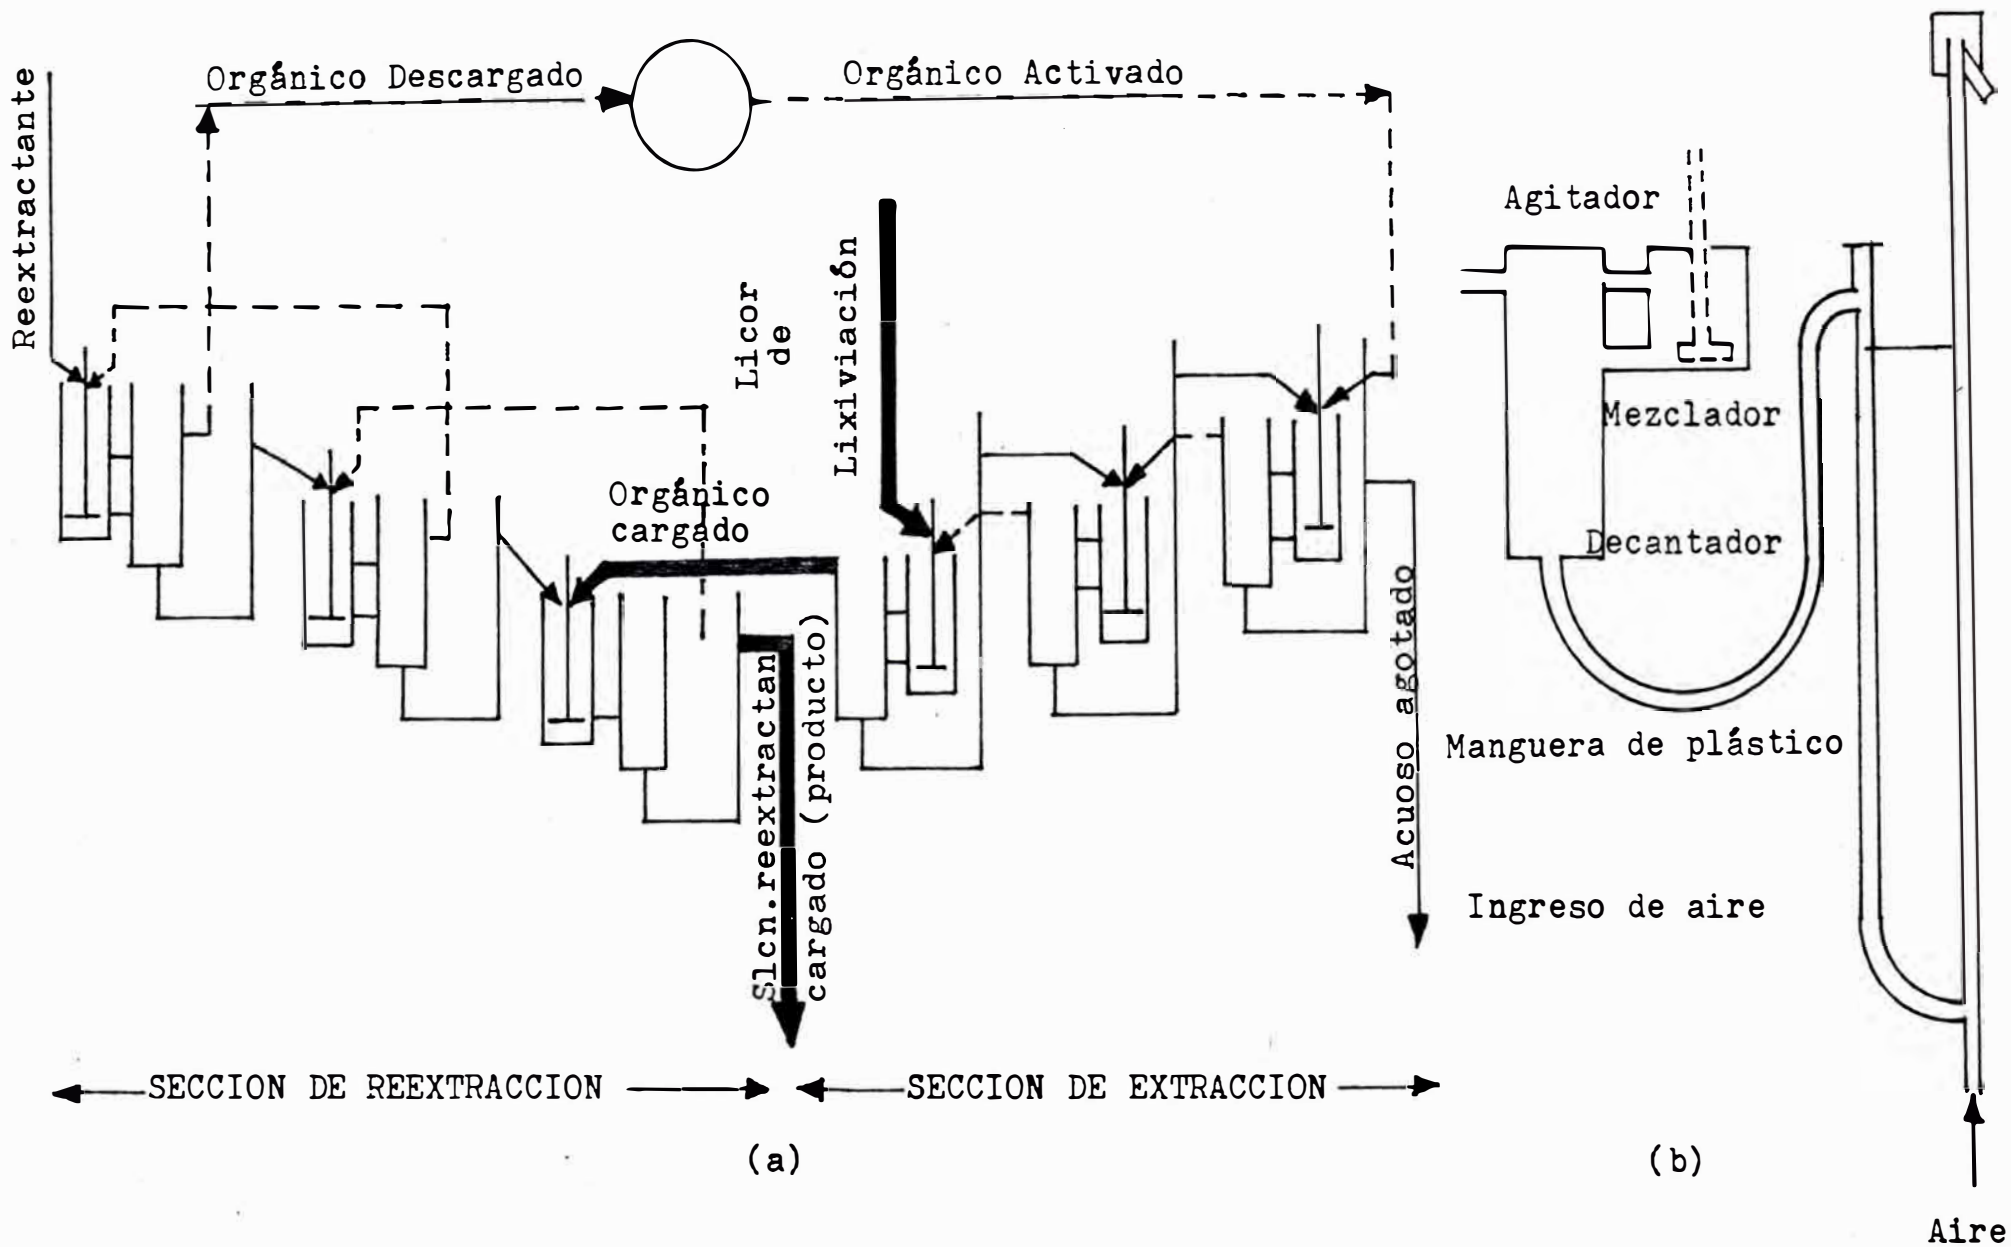 Orgánico Descargado
Orgánico Activado
Reextractante
Licor
de
Lixiviación
Orgánico
cargado
Slcn.reextractan
cargado (producto)
Acuoso agotado
SECCION DE REEXTRACCION
SECCION DE EXTRACCION
(a)
Agitador
Mezclador
Decantador
Manguera de plástico
Ingreso de aire
(b)
Aire